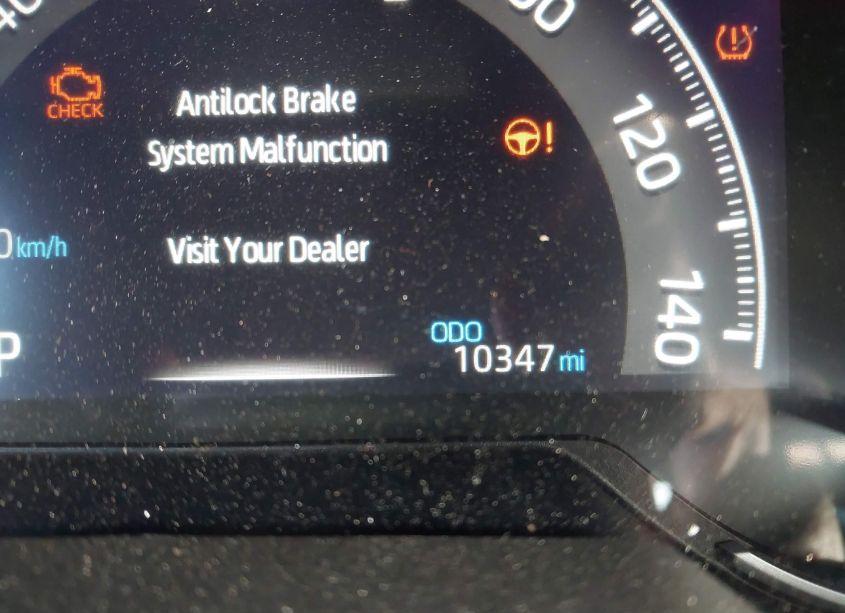 CHECK
Antilock Brake
System Malfunction
!
!
120
km/h
Visit Your Dealer
140
ODO
10347 mi
P